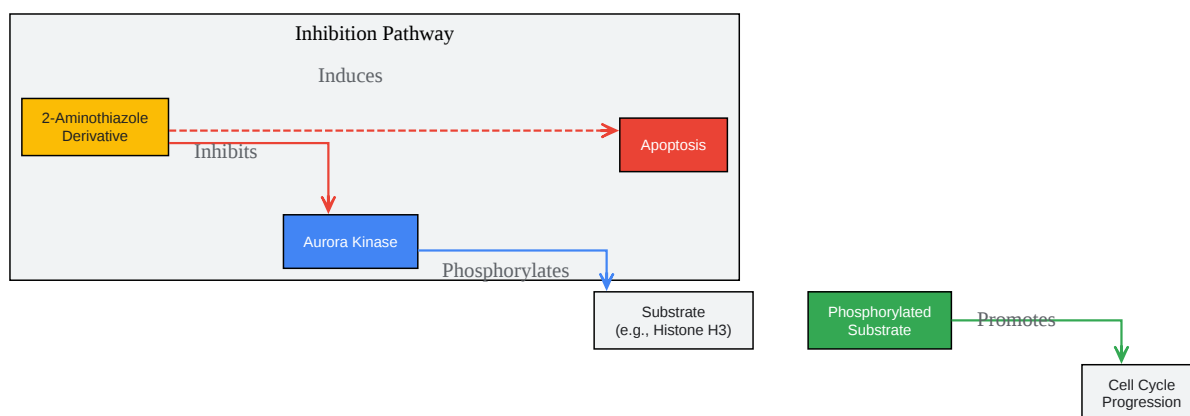 Inhibition Pathway
Induces
2-Aminothiazole
Derivative
Inhibits
Apoptosis
Aurora Kinase
Phosphorylates
Substrate
(e.g., Histone H3)
Phosphorylated
Substrate
Promotes
Cell Cycle
Progression